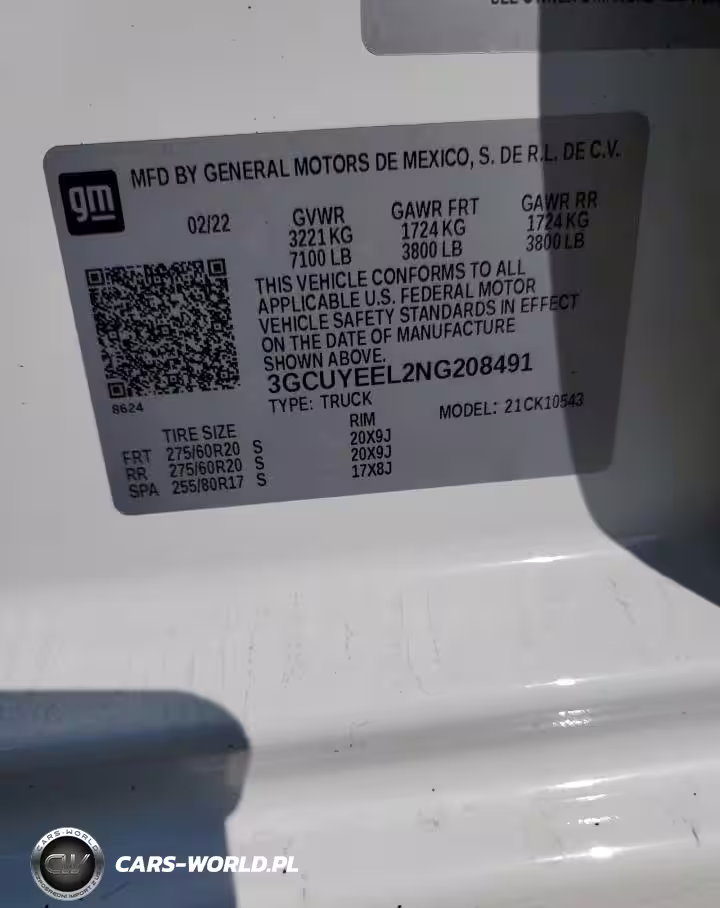 gm
MFD BY GENERAL MOTORS DE MEXICO, S. DE R.L. DE C.V.
02/22
GVWR GAWR FRT GAWR RR
3221 KG 1724 KG 1724 KG
7100 LB 3800 LB 3800 LB
THIS VEHICLE CONFORMS TO ALL
APPLICABLE U.S. FEDERAL MOTOR
VEHICLE SAFETY STANDARDS IN EFFECT
ON THE DATE OF MANUFACTURE
SHOWN ABOVE.
3GCUYEEL2NG208491
8624
TYPE: TRUCK MODEL: 21CK10543
TIRE SIZE RIM
FRT 275/60R20 S 20X9J
RR 275/60R20 S 20X9J
SPA 255/80R17 S 17X8J
CARS-WORLD
CW
CARS-WORLD.PL